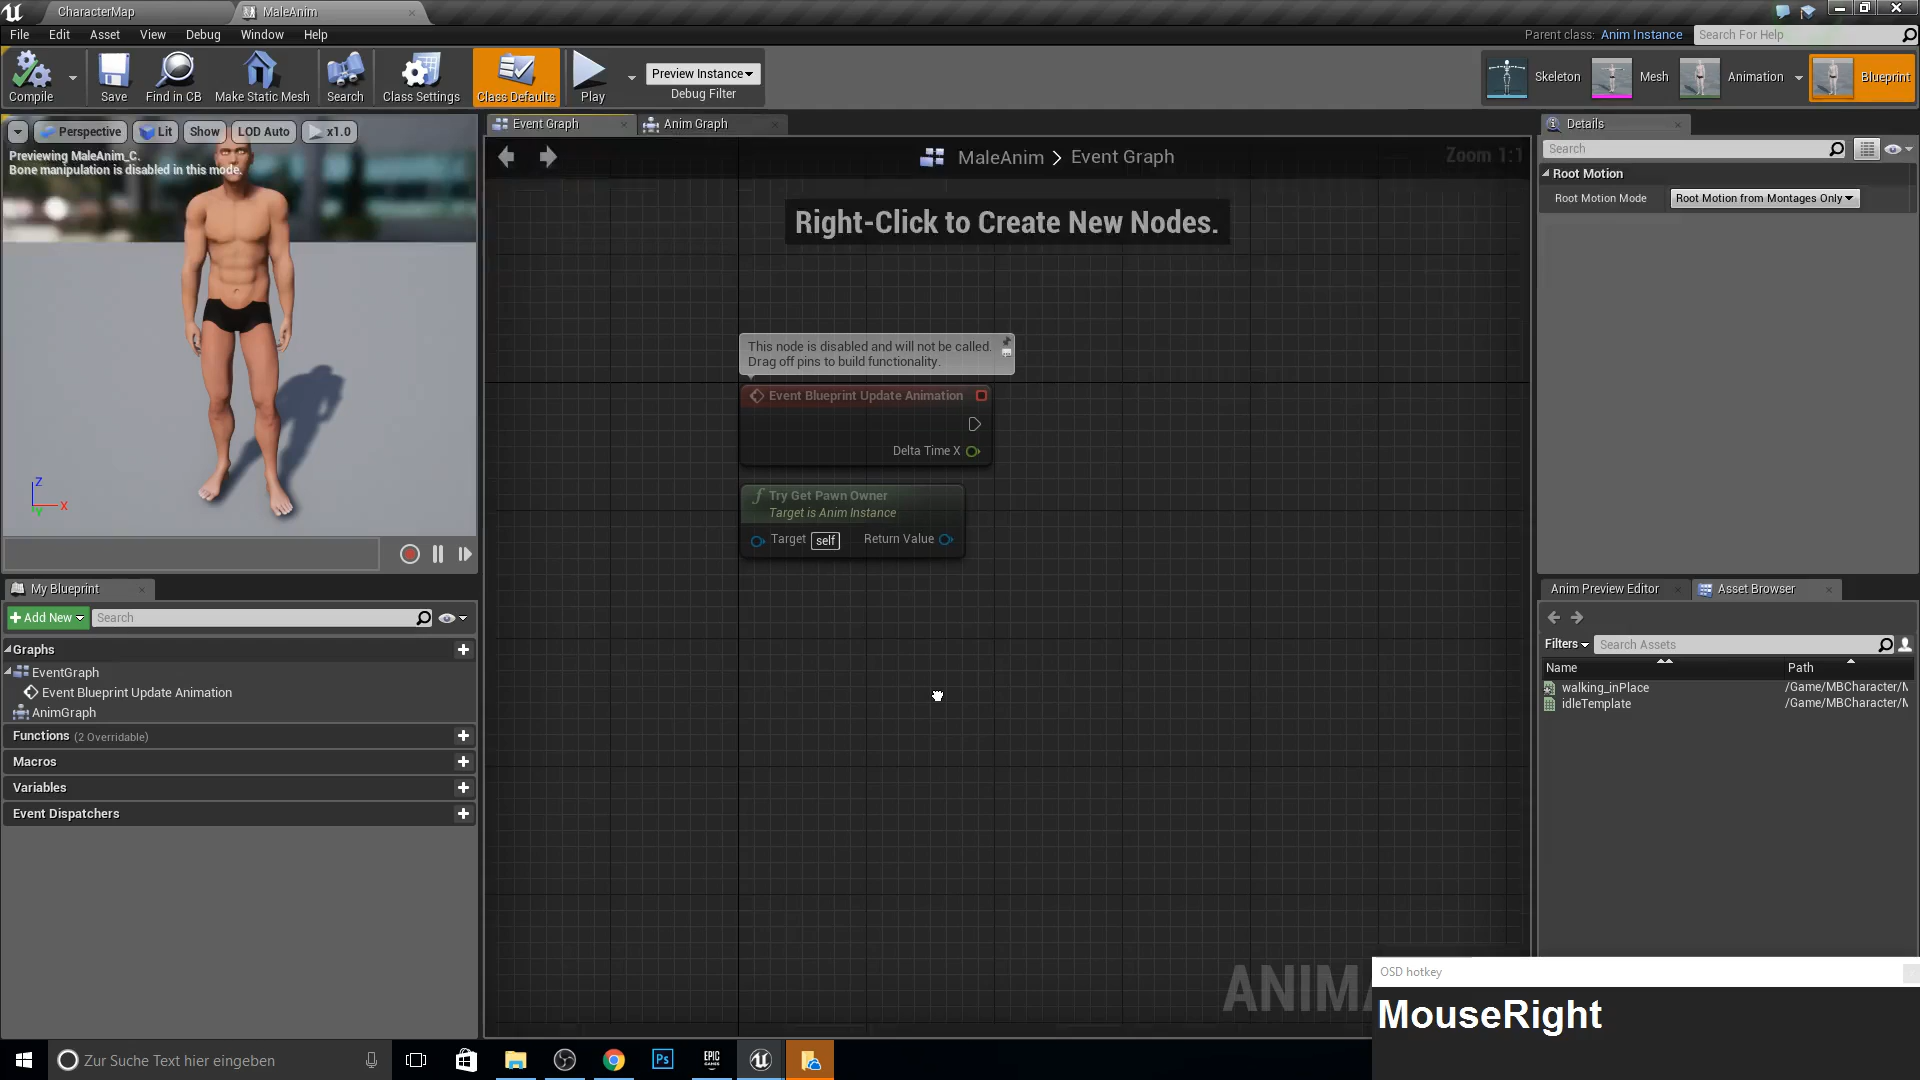 CharacterMap
MaleAnim
File Edit Asset View Debug Window Help
Parent class: Anim Instance
Search For Help
Compile
Save
Find in CB
Make Static Mesh
Search
Class Settings
Class Defaults
Play
Preview Instance
Debug Filter
Skeleton
Mesh
Animation
Blueprint
Perspective
Lit
Show
LOD Auto
x1.0
Previewing MaleAnim_C.
Bone manipulation is disabled in this mode.
Z
X
Y
Event Graph
Anim Graph
MaleAnim > Event Graph
Zoom 1:1
Right-Click to Create New Nodes.
This node is disabled and will not be called.
Drag off pins to build functionality.
Event Blueprint Update Animation
Delta Time X
f Try Get Pawn Owner
Target is Anim Instance
Target self Return Value
Details
Search
Root Motion
Root Motion Mode Root Motion from Montages Only
My Blueprint
Add New
Search
Graphs
EventGraph
Event Blueprint Update Animation
AnimGraph
Functions (2 Overridable)
Macros
Variables
Event Dispatchers
Anim Preview Editor
Asset Browser
Filters
Search Assets
Name Path
walking_inPlace /Game/MBCharacter/M
idleTemplate /Game/MBCharacter/M
ANIM
OSD hotkey
MouseRight
Zur Suche Text hier eingeben
Ps
EPIC
GAMES